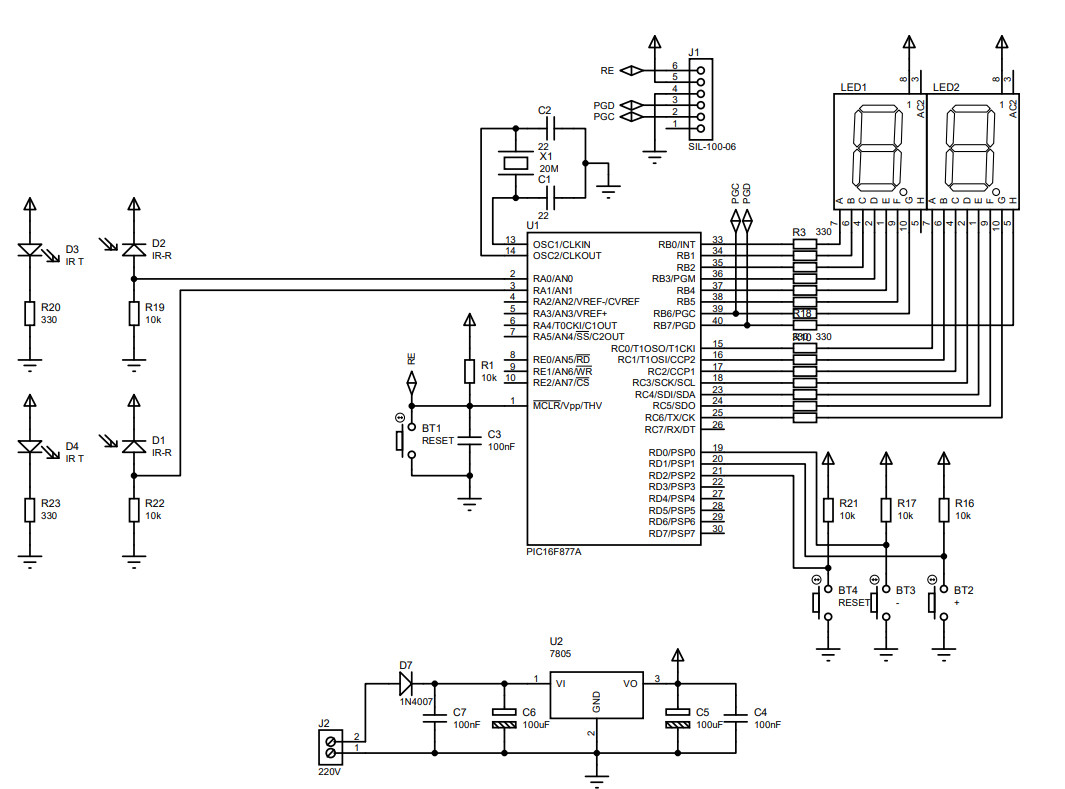 J1
RE
6
5
4
PGD
3
PGC
2
1
SIL-100-06
8
3
8
3
LED1
LED2
1
AC2
1
AC2
A B C D E F G H A B C D E F G H
7 6 4 2 1 9 10 5 7 6 4 2 1 9 10 5
C2
22
X1
20M
C1
22
PGC
PGD
U1
13 OSC1/CLKIN
14 OSC2/CLKOUT
2 RA0/AN0
3 RA1/AN1
4 RA2/AN2/VREF-/CVREF
5 RA3/AN3/VREF+
6 RA4/T0CKI/C1OUT
7 RA5/AN4/SS/C2OUT
8 RE0/AN5/RD
9 RE1/AN6/WR
10 RE2/AN7/CS
1 MCLR/Vpp/THV
RB0/INT 33
RB1 34
RB2 35
RB3/PGM 36
RB4 37
RB5 38
RB6/PGC 39
RB7/PGD 40
RC0/T1OSO/T1CKI 15
RC1/T1OSI/CCP2 16
RC2/CCP1 17
RC3/SCK/SCL 18
RC4/SDI/SDA 23
RC5/SDO 24
RC6/TX/CK 25
RC7/RX/DT 26
RD0/PSP0 19
RD1/PSP1 20
RD2/PSP2 21
RD3/PSP3 22
RD4/PSP4 27
RD5/PSP5 28
RD6/PSP6 29
RD7/PSP7 30
PIC16F877A
R3 330
R18
330
D3
IR T
D2
IR-R
R20
330
R19
10k
D4
IR T
D1
IR-R
R23
330
R22
10k
RE
R1
10k
BT1
RESET
C3
100nF
R21
10k
R17
10k
R16
10k
BT4
RESET
BT3
-
BT2
+
U2
7805
D7
1N4007
1 VI
VO 3
GND
2
C7
100nF
C6
100uF
C5
100uF
C4
100nF
J2
2
1
220V